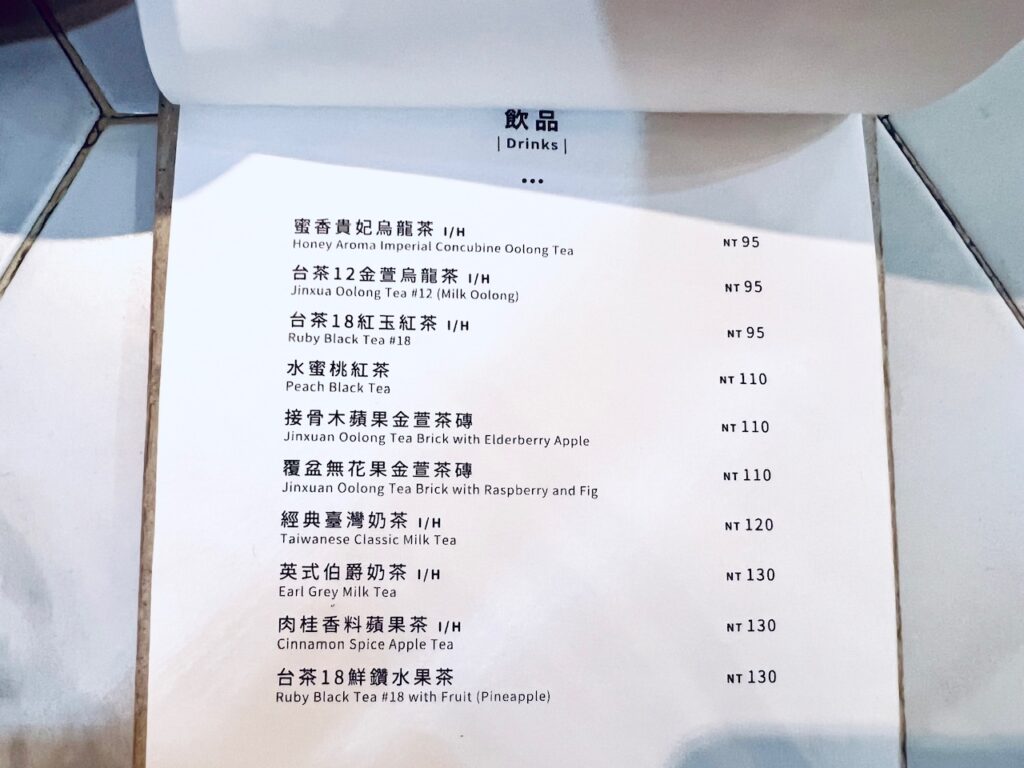 飲品
| Drinks |
•••
蜜香貴妃烏龍茶 I/H
Honey Aroma Imperial Concubine Oolong Tea
NT 95
台茶12金萱烏龍茶 I/H
Jinxua Oolong Tea #12 (Milk Oolong)
NT 95
台茶18紅玉紅茶 I/H
Ruby Black Tea #18
NT 95
水蜜桃紅茶
Peach Black Tea
NT 110
接骨木蘋果金萱茶磚
Jinxuan Oolong Tea Brick with Elderberry Apple
NT 110
覆盆無花果金萱茶磚
Jinxuan Oolong Tea Brick with Raspberry and Fig
NT 110
經典臺灣奶茶 I/H
Taiwanese Classic Milk Tea
NT 120
英式伯爵奶茶 I/H
Earl Grey Milk Tea
NT 130
肉桂香料蘋果茶 I/H
Cinnamon Spice Apple Tea
NT 130
台茶18鮮鑽水果茶
Ruby Black Tea #18 with Fruit (Pineapple)
NT 130